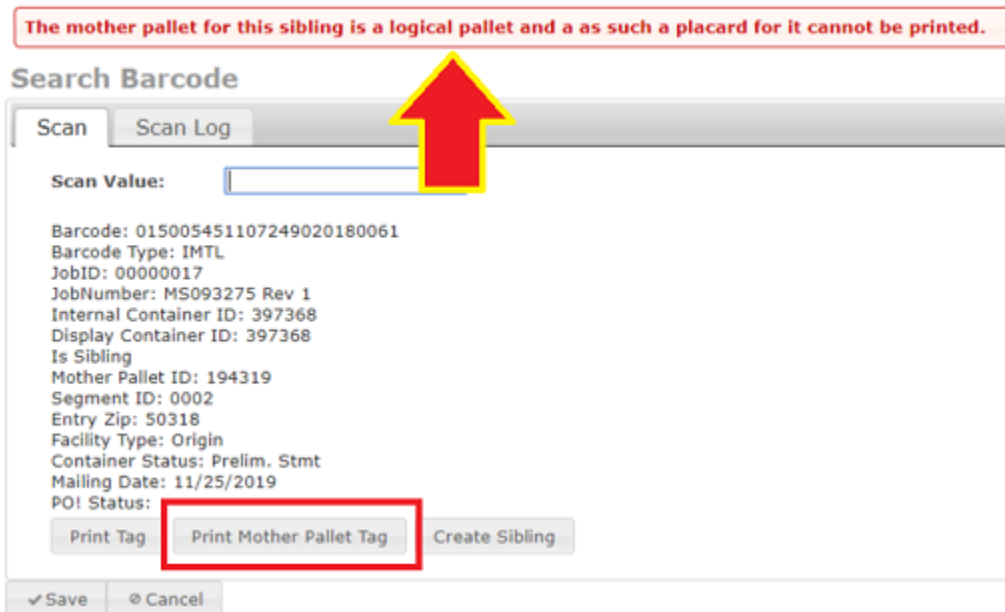 The mother pallet for this sibling is a logical pallet and a as such a placard for it cannot be printed.
Search Barcode
Scan Scan Log
Scan Value:
Barcode: 015005451107249020180061
Barcode Type: IMTL
JobID: 00000017
JobNumber: MS093275 Rev 1
Internal Container ID: 397368
Display Container ID: 397368
Is Sibling
Mother Pallet ID: 194319
Segment ID: 0002
Entry Zip: 50318
Facility Type: Origin
Container Status: Prelim. Stmt
Mailing Date: 11/25/2019
PO! Status:
Print Tag Print Mother Pallet Tag Create Sibling
Save Cancel